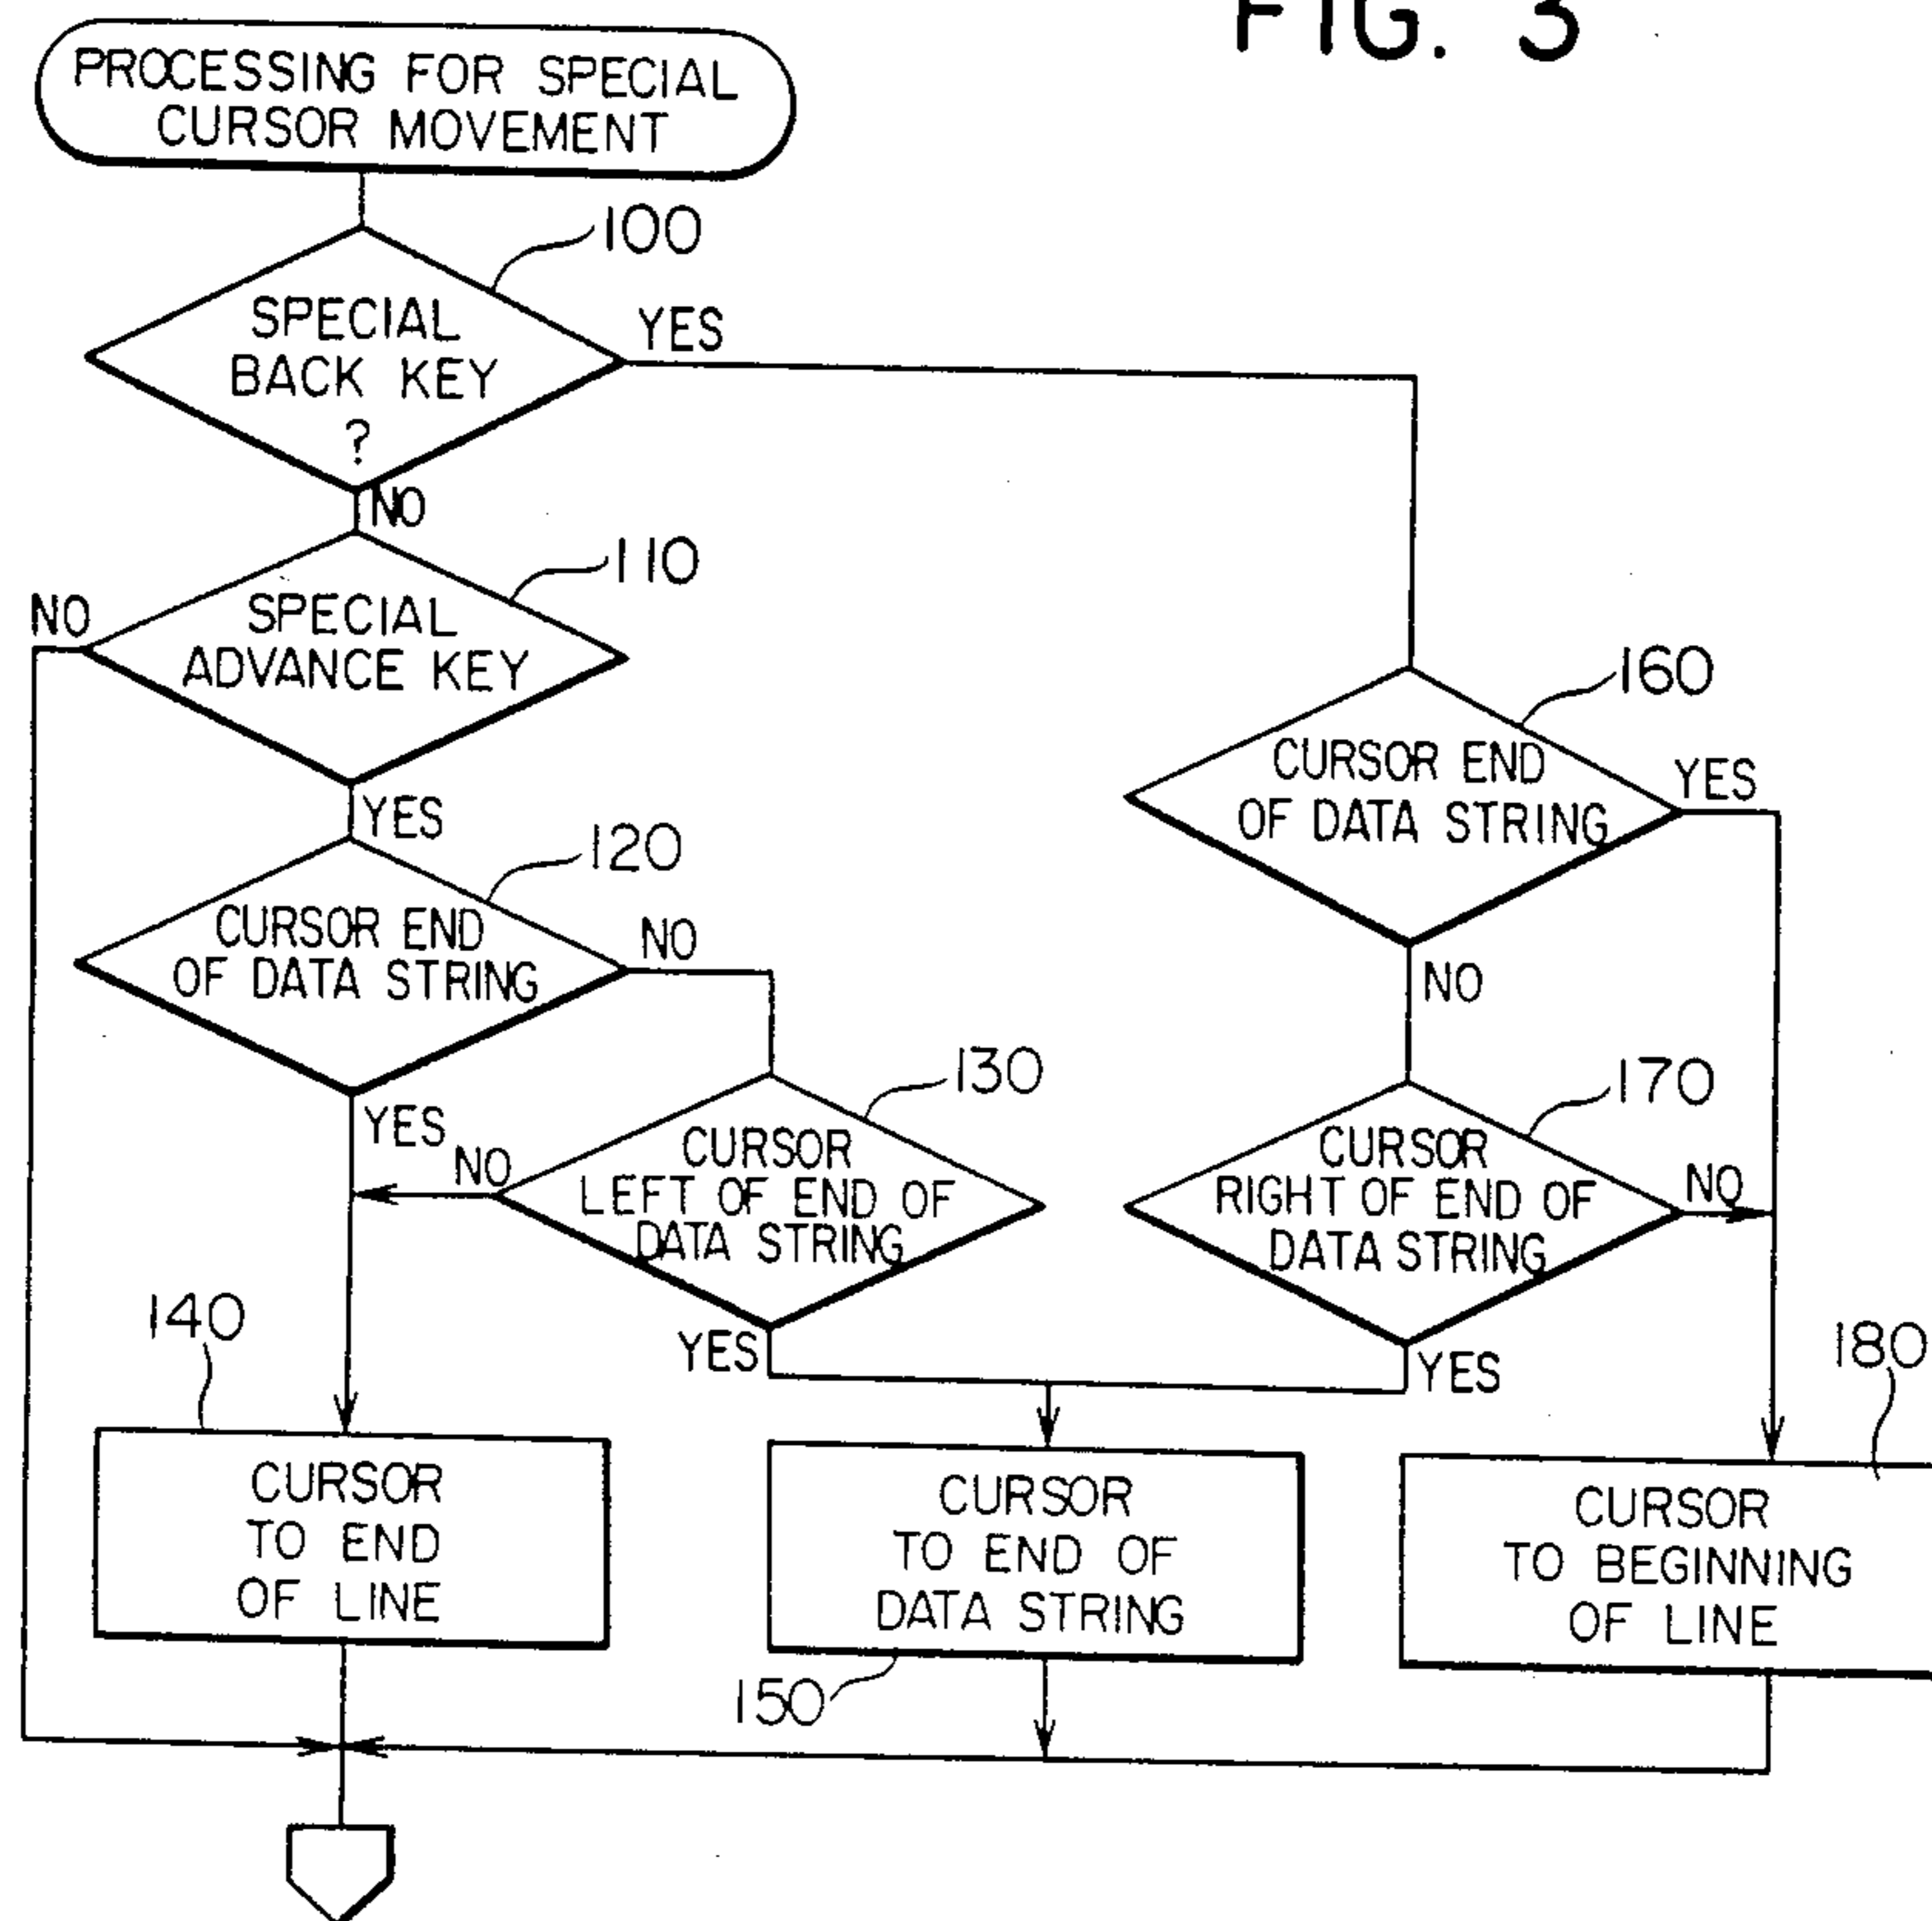 FIG. 3
PROCESSING FOR SPECIAL
CURSOR MOVEMENT
100
SPECIAL
BACK KEY
?
YES
NO
110
SPECIAL
ADVANCE KEY
NO
YES
120
CURSOR END
OF DATA STRING
NO
YES
130
CURSOR
LEFT OF END OF
DATA STRING
NO
YES
160
CURSOR END
OF DATA STRING
YES
NO
170
CURSOR
RIGHT OF END OF
DATA STRING
NO
YES
140
CURSOR
TO END
OF LINE
CURSOR
TO END OF
DATA STRING
150
180
CURSOR
TO BEGINNING
OF LINE